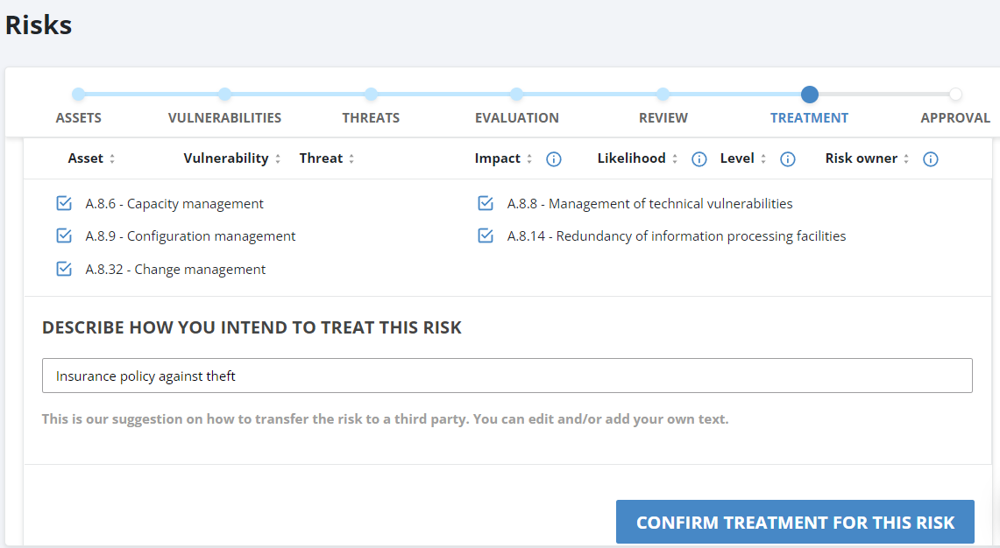 Risks
ASSETS VULNERABILITIES THREATS EVALUATION REVIEW TREATMENT APPROVAL
Asset Vulnerability Threat Impact Likelihood Level Risk owner
A.8.6 - Capacity management A.8.8 - Management of technical vulnerabilities
A.8.9 - Configuration management A.8.14 - Redundancy of information processing facilities
A.8.32 - Change management
DESCRIBE HOW YOU INTEND TO TREAT THIS RISK
Insurance policy against theft
This is our suggestion on how to transfer the risk to a third party. You can edit and/or add your own text.
CONFIRM TREATMENT FOR THIS RISK